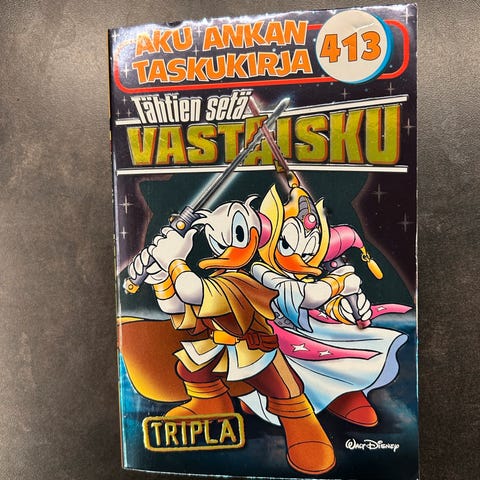 AKU ANKAN
TASKUKIRJA
413
Tähtien setä
VASTAISKU
TRIPLA
Walt Disney